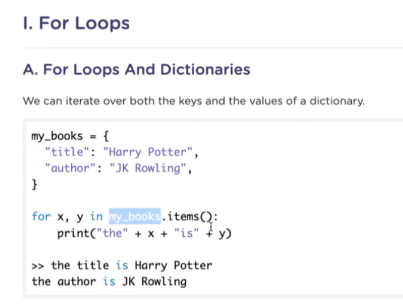 I. For Loops
A. For Loops And Dictionaries
We can iterate over both the keys and the values of a dictionary.
my_books = {
  "title": "Harry Potter",
  "author": "JK Rowling",
}
for x, y in my_books.items():
    print("the" + x + "is" + y)
>> the title is Harry Potter
the author is JK Rowling